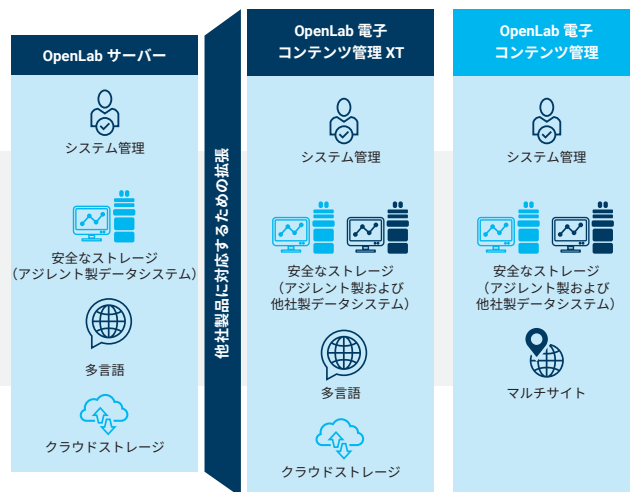 OpenLab サーバー
システム管理
安全なストレージ
（アジレント製データシステム）
多言語
クラウドストレージ
他社製品に対応するための拡張
OpenLab 電子
コンテンツ管理 XT
システム管理
安全なストレージ
（アジレント製および
他社製データシステム）
多言語
クラウドストレージ
OpenLab 電子
コンテンツ管理
システム管理
安全なストレージ
（アジレント製および
他社製データシステム）
マルチサイト